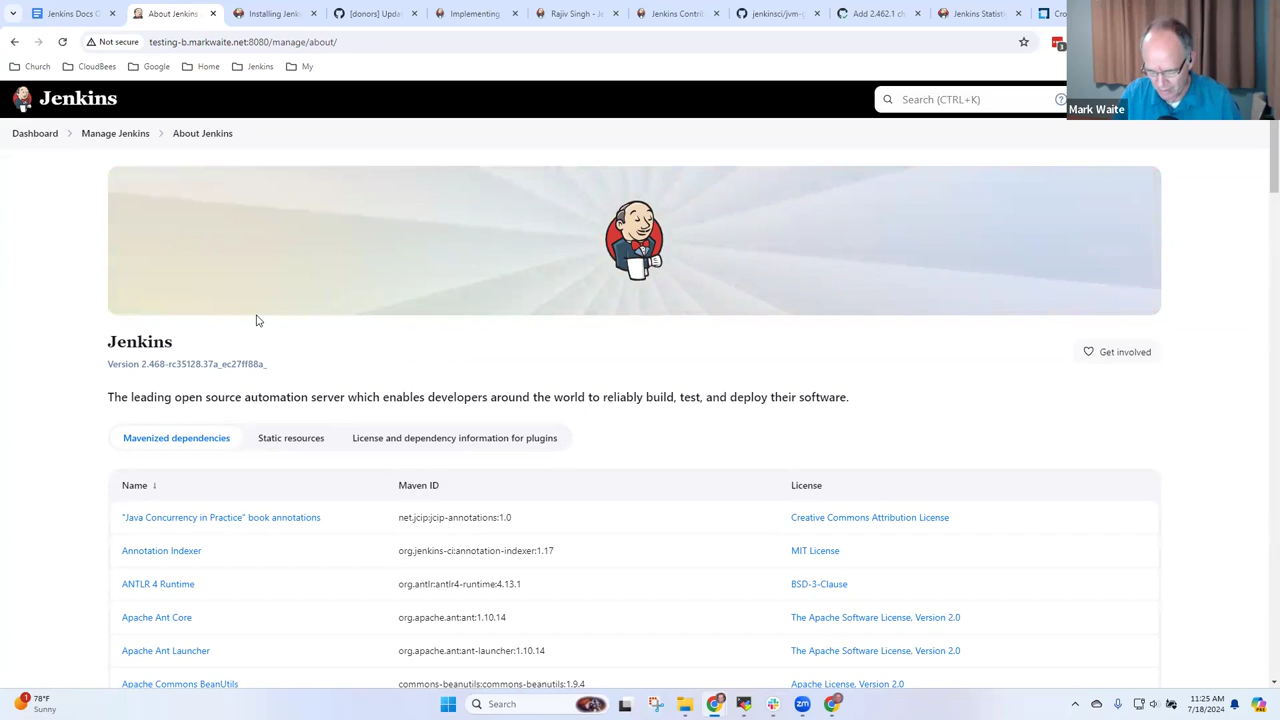 Jenkins Docum
About Jenkins
Installing Jenk
[donors] Upda
Implementing
Rajiv Singh -
Jenkins Contri
jenkinsci/jvm-
Add 2.462.1 ch
Jenkins Statist
Cro
Not secure
testing-b.markwaite.net:8080/manage/about/
Church
CloudBees
Google
Home
Jenkins
My
Mark Waite
Jenkins
Search (CTRL+K)
Dashboard
Manage Jenkins
About Jenkins
Jenkins
Version 2.468-rc35128.37a_ec27ff88a_
Get involved
The leading open source automation server which enables developers around the world to reliably build, test, and deploy their software.
Mavenized dependencies
Static resources
License and dependency information for plugins
Name ↓ Maven ID License
"Java Concurrency in Practice" book annotations net.jcip:jcip-annotations:1.0 Creative Commons Attribution License
Annotation Indexer org.jenkins-ci:annotation-indexer:1.17 MIT License
ANTLR 4 Runtime org.antlr:antlr4-runtime:4.13.1 BSD-3-Clause
Apache Ant Core org.apache.ant:ant:1.10.14 The Apache Software License, Version 2.0
Apache Ant Launcher org.apache.ant:ant-launcher:1.10.14 The Apache Software License, Version 2.0
Apache Commons BeanUtils commons-beanutils:commons-beanutils:1.9.4 Apache License, Version 2.0
1
78°F
Sunny
Search
zm
11:25 AM
7/18/2024